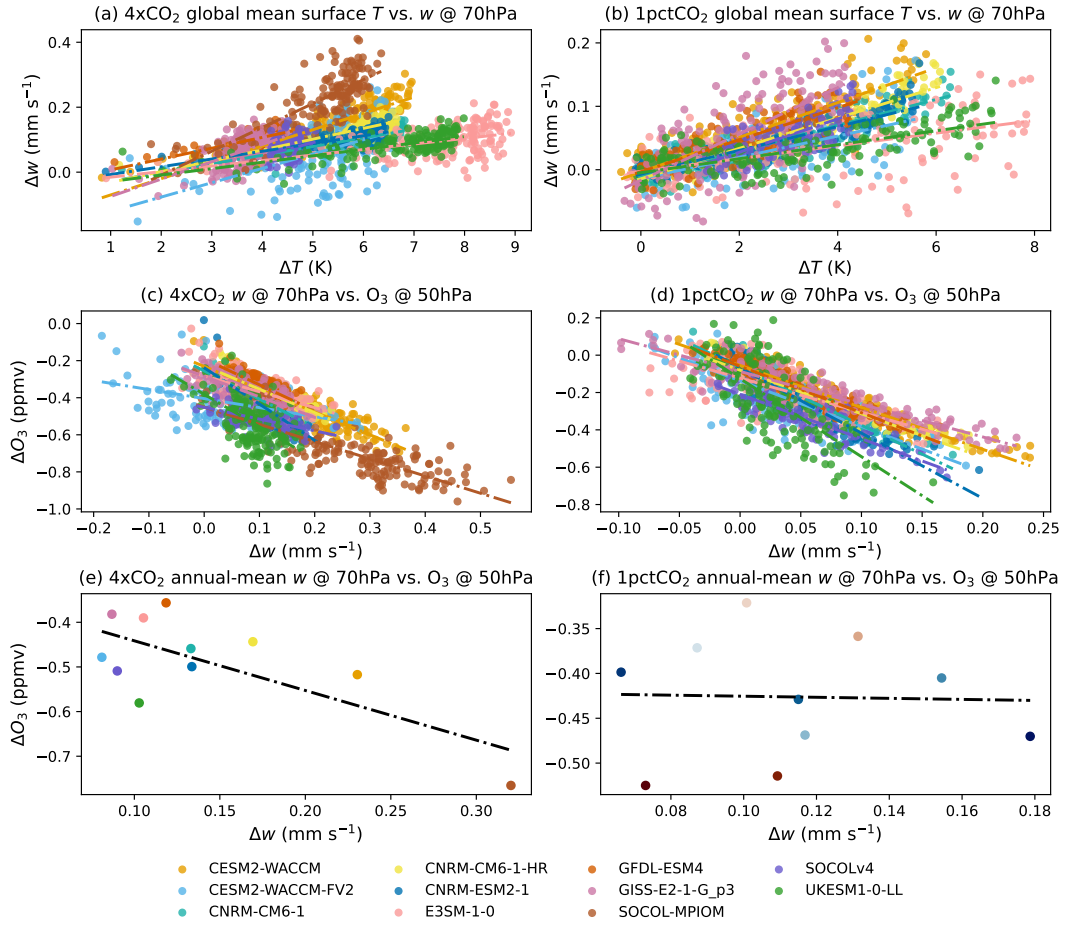 (a) 4xCO₂ global mean surface T vs. w @ 70hPa
(b) 1pctCO₂ global mean surface T vs. w @ 70hPa
Δw (mm s⁻¹)
0.4
0.2
0.0
1 2 3 4 5 6 7 8 9
ΔT (K)
Δw (mm s⁻¹)
0.2
0.1
0.0
0 2 4 6 8
ΔT (K)
(c) 4xCO₂ w @ 70hPa vs. O₃ @ 50hPa
(d) 1pctCO₂ w @ 70hPa vs. O₃ @ 50hPa
ΔO₃ (ppmv)
0.0
−0.2
−0.4
−0.6
−0.8
−1.0
−0.2 −0.1 0.0 0.1 0.2 0.3 0.4 0.5
Δw (mm s⁻¹)
0.2
0.0
−0.2
−0.4
−0.6
−0.8
−0.10 −0.05 0.00 0.05 0.10 0.15 0.20 0.25
Δw (mm s⁻¹)
(e) 4xCO₂ annual-mean w @ 70hPa vs. O₃ @ 50hPa
(f) 1pctCO₂ annual-mean w @ 70hPa vs. O₃ @ 50hPa
ΔO₃ (ppmv)
−0.4
−0.5
−0.6
−0.7
0.10 0.15 0.20 0.25 0.30
Δw (mm s⁻¹)
−0.35
−0.40
−0.45
−0.50
0.08 0.10 0.12 0.14 0.16 0.18
Δw (mm s⁻¹)
CESM2-WACCM
CESM2-WACCM-FV2
CNRM-CM6-1
CNRM-CM6-1-HR
CNRM-ESM2-1
E3SM-1-0
GFDL-ESM4
GISS-E2-1-G_p3
SOCOL-MPIOM
SOCOLv4
UKESM1-0-LL